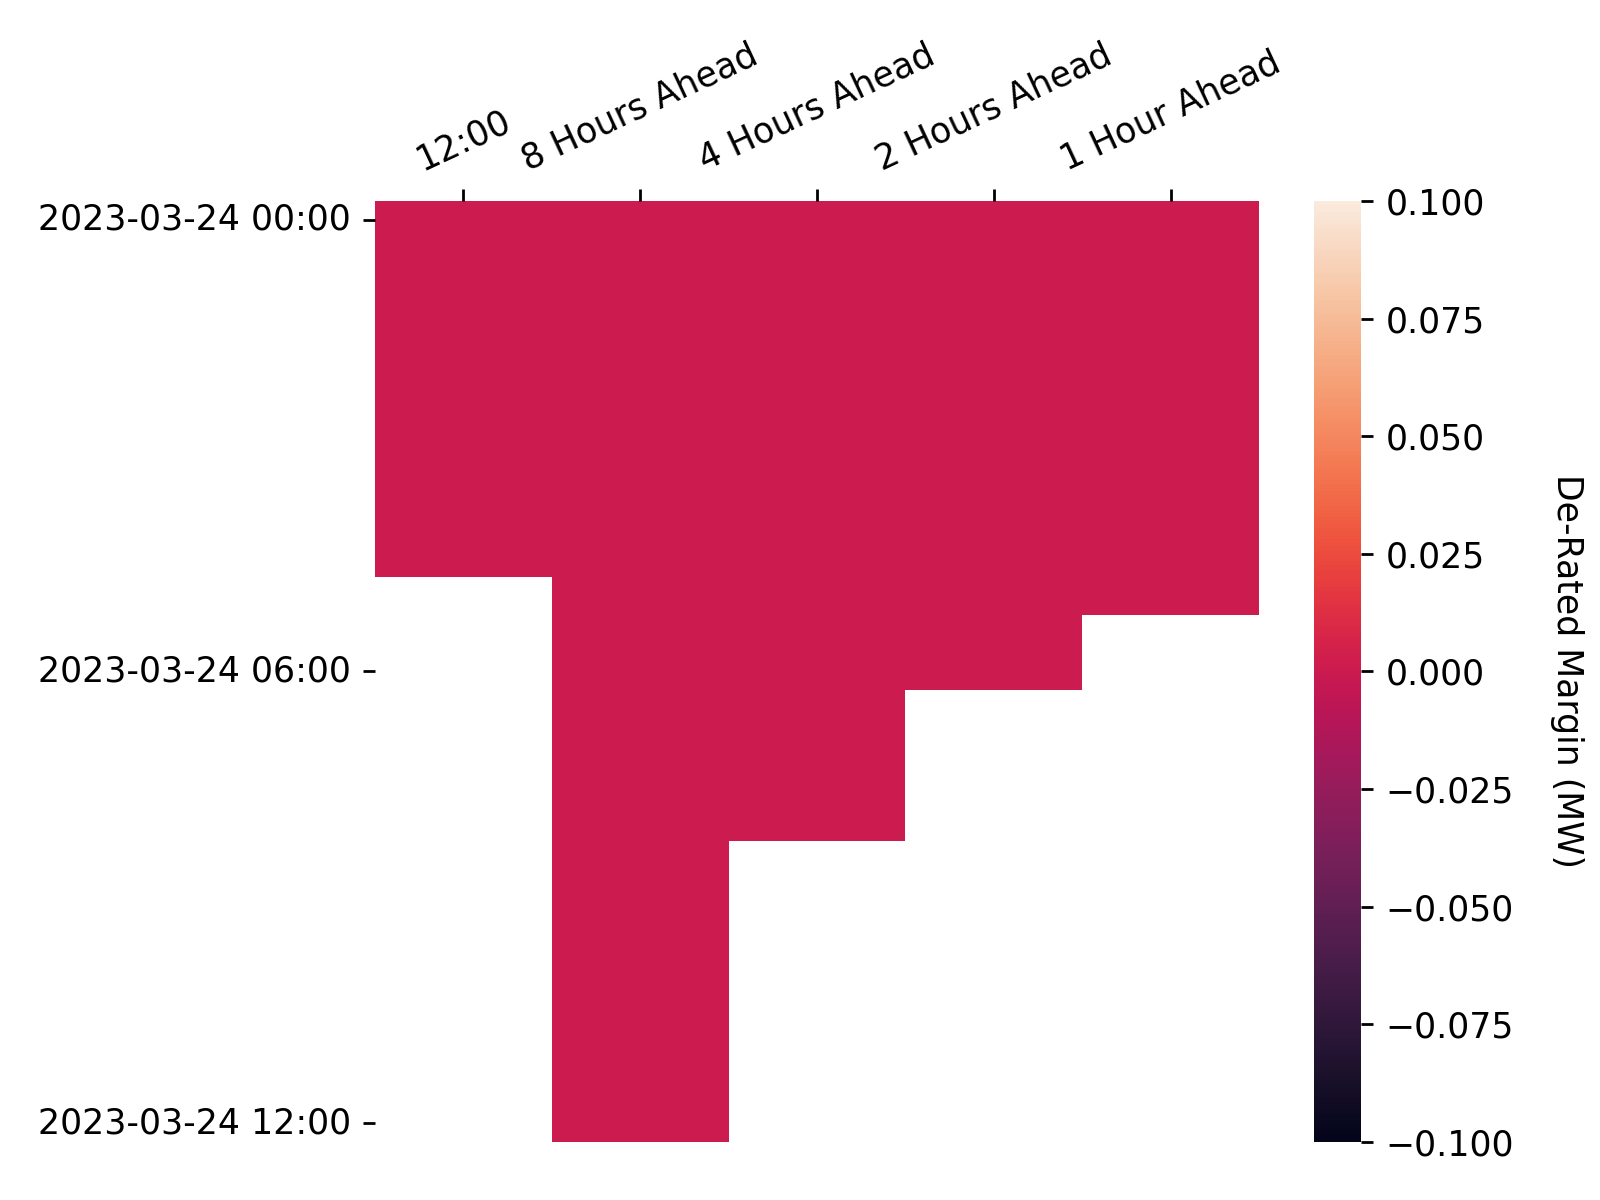 12:00
8 Hours Ahead
4 Hours Ahead
2 Hours Ahead
1 Hour Ahead
2023-03-24 00:00
2023-03-24 06:00
2023-03-24 12:00
0.100
0.075
0.050
0.025
0.000
−0.025
−0.050
−0.075
−0.100
De-Rated Margin (MW)